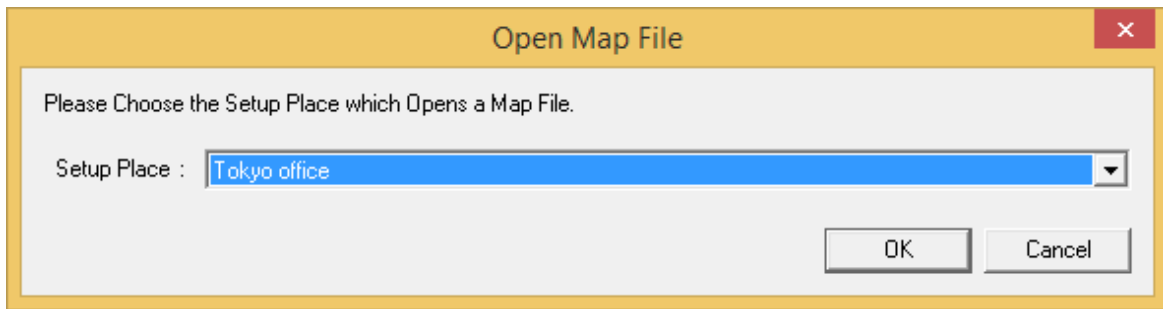 Open Map File
Please Choose the Setup Place which Opens a Map File.
Setup Place : Tokyo office
OK Cancel